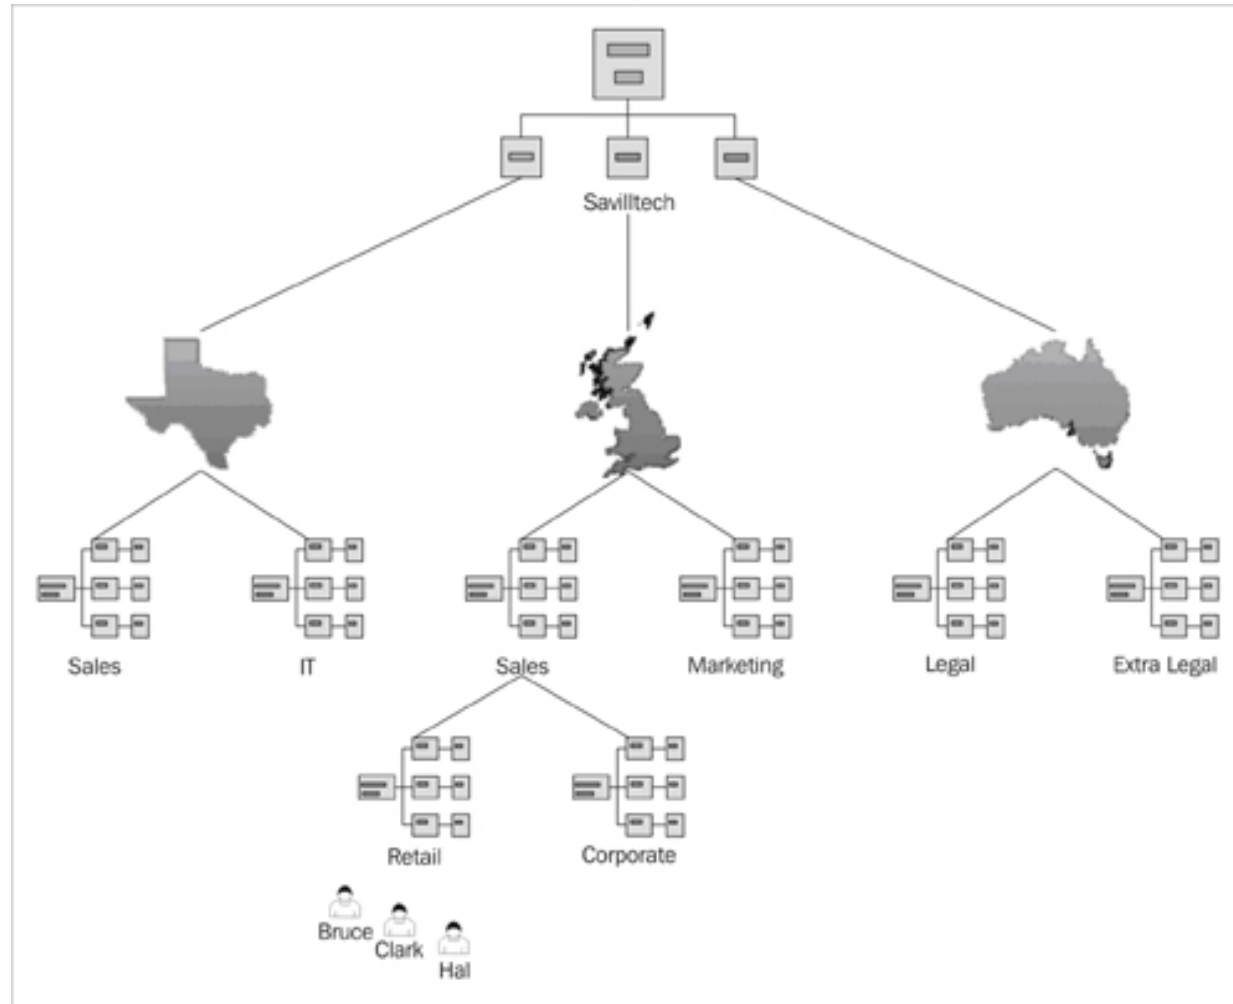 Savilltech
Sales
IT
Sales
Marketing
Legal
Extra Legal
Retail
Corporate
Bruce
Clark
Hal